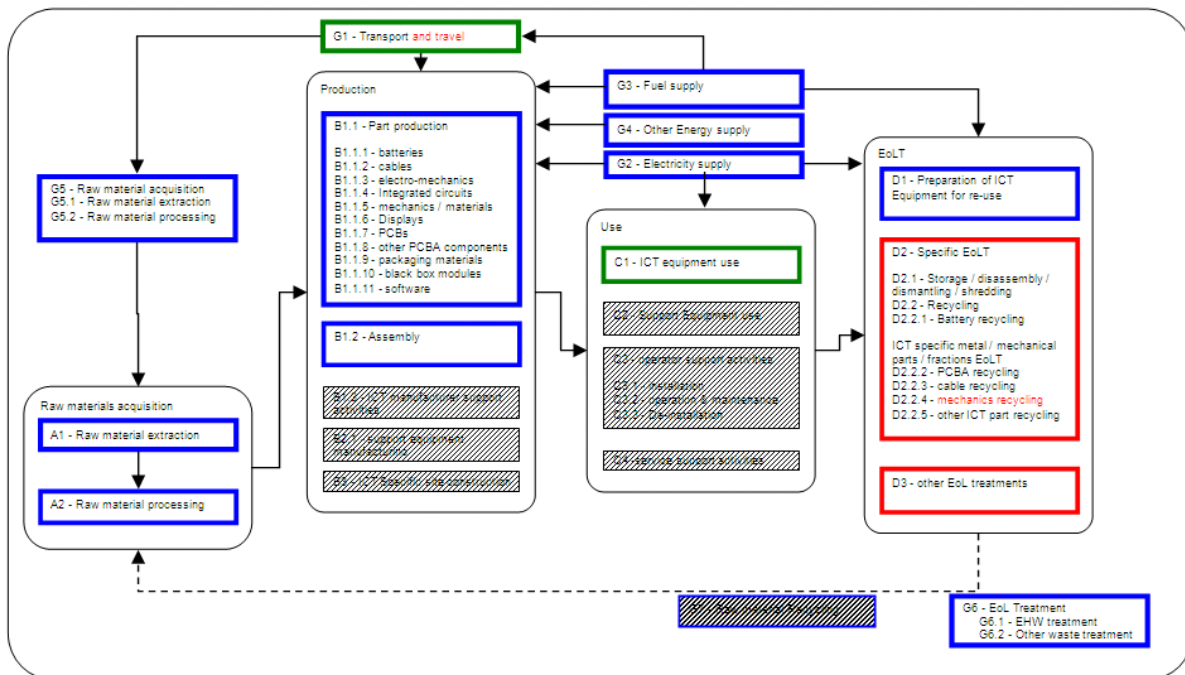 G1 - Transport and travel
Production
B1.1 - Part production
B1.1.1 - batteries
B1.1.2 - cables
B1.1.3 - electro-mechanics
B1.1.4 - Integrated circuits
B1.1.5 - mechanics / materials
B1.1.6 - Displays
B1.1.7 - PCBs
B1.1.8 - other PCBA components
B1.1.9 - packaging materials
B1.1.10 - black box modules
B1.1.11 - software
B1.2 - Assembly
B1.3 - ICT manufacturer support
activities
B2.1 - support equipment
manufacturing
B3 - ICT Specific site construction
G3 - Fuel supply
G4 - Other Energy supply
G2 - Electricity supply
G5 - Raw material acquisition
G5.1 - Raw material extraction
G5.2 - Raw material processing
Raw materials acquisition
A1 - Raw material extraction
A2 - Raw material processing
Use
C1 - ICT equipment use
C2 - Support Equipment use
C3 - operator support activities
C3.1 - installation
C3.2 - operation & maintenance
C3.3 - De-installation
C4 -service support activities
EoLT
D1 - Preparation of ICT
Equipment for re-use
D2 - Specific EoLT
D2.1 - Storage / disassembly /
dismantling / shredding
D2.2 - Recycling
D2.2.1 - Battery recycling
ICT specific metal / mechanical
parts / fractions EoLT
D2.2.2 - PCBA recycling
D2.2.3 - cable recycling
D2.2.4 - mechanics recycling
D2.2.5 - other ICT part recycling
D3 - other EoL treatments
Raw material Recycling
G6 - EoL Treatment
G6.1 - EHW treatment
G6.2 - Other waste treatment